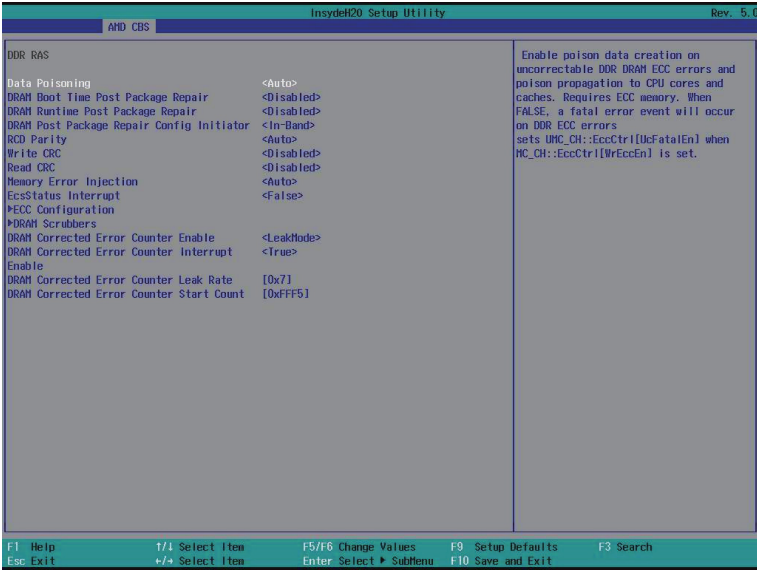 InsydeH20 Setup Utility Rev. 5.0
AMD CBS
DDR RAS
Data Poisoning <Auto>
DRAM Boot Time Post Package Repair <Disabled>
DRAM Runtime Post Package Repair <Disabled>
DRAM Post Package Repair Config Initiator <In-Band>
RCD Parity <Auto>
Write CRC <Disabled>
Read CRC <Disabled>
Memory Error Injection <Auto>
EcsStatus Interrupt <False>
▶ECC Configuration
▶DRAM Scrubbers
DRAM Corrected Error Counter Enable <LeakMode>
DRAM Corrected Error Counter Interrupt <True>
Enable
DRAM Corrected Error Counter Leak Rate [0x7]
DRAM Corrected Error Counter Start Count [0xFFF5]
Enable poison data creation on
uncorrectable DDR DRAM ECC errors and
poison propagation to CPU cores and
caches. Requires ECC memory. When
FALSE, a fatal error event will occur
on DDR ECC errors
sets UMC_CH::EccCtrl[UcFatalEn] when
MC_CH::EccCtrl[WrEccEn] is set.
F1 Help ↑/↓ Select Item F5/F6 Change Values F9 Setup Defaults F3 Search
Esc Exit ←/→ Select Item Enter Select ▶ SubMenu F10 Save and Exit